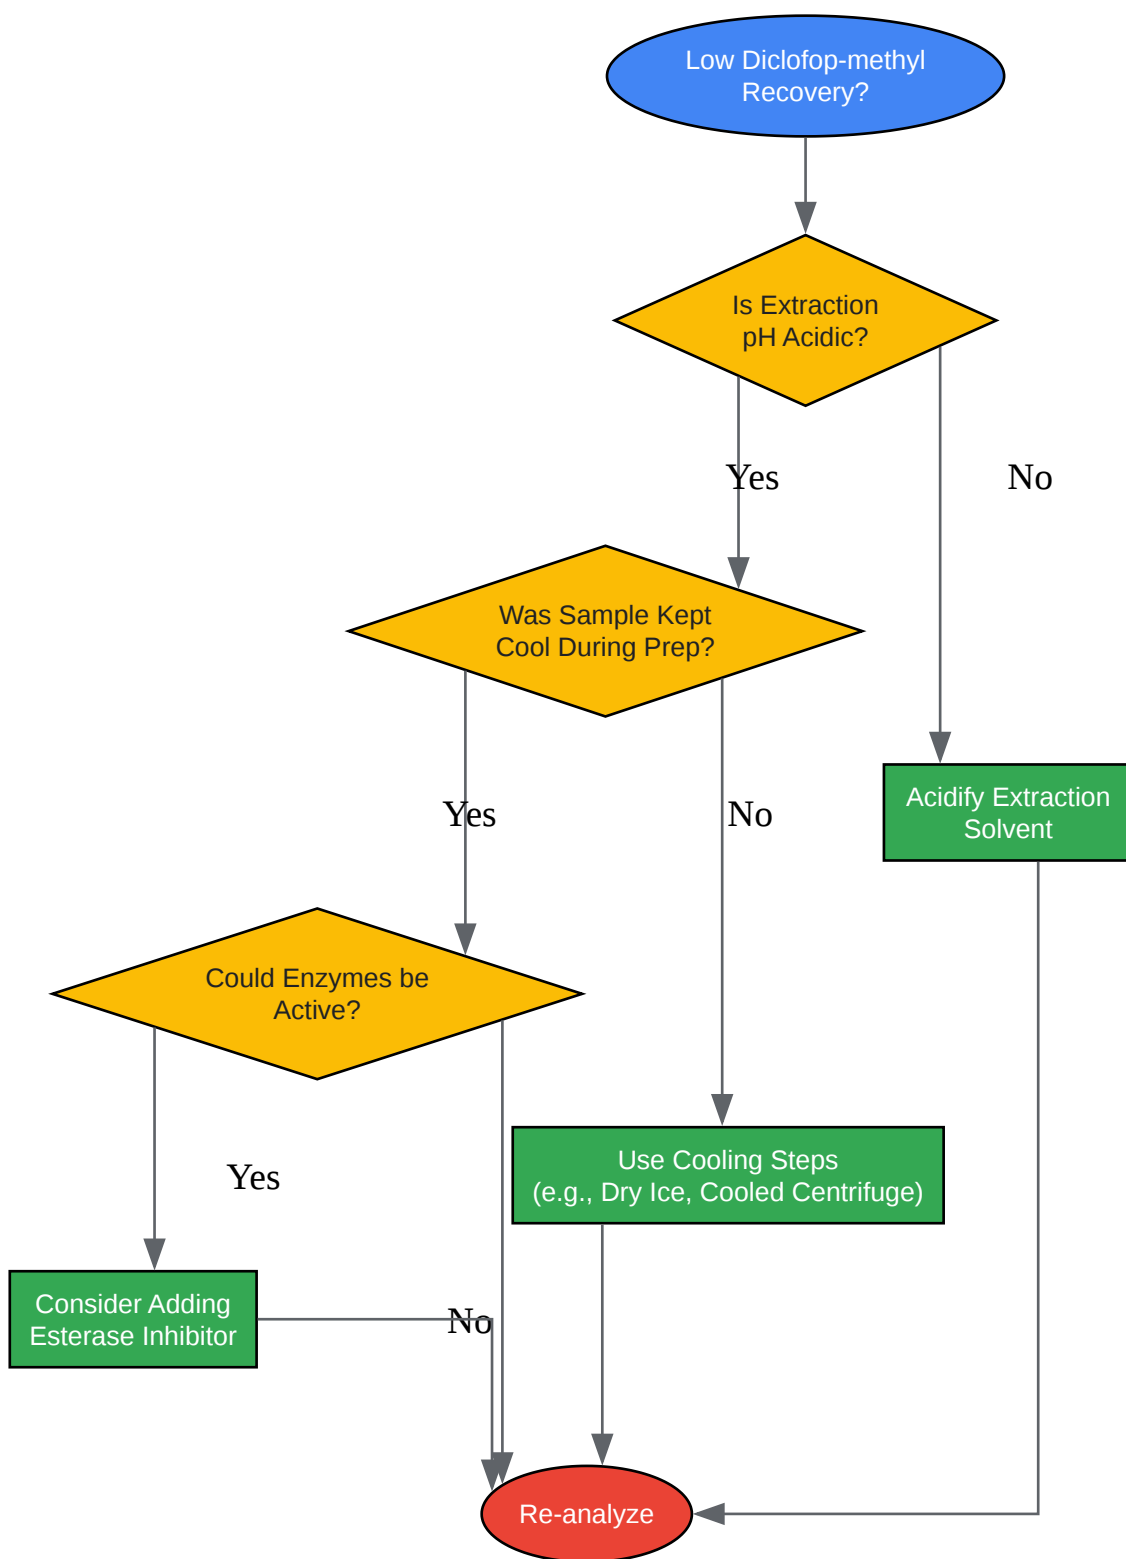 Low Diclofop-methyl
Recovery?
Is Extraction
pH Acidic?
Yes
No
Was Sample Kept
Cool During Prep?
Yes
No
Acidify Extraction
Solvent
Could Enzymes be
Active?
Yes
Use Cooling Steps
(e.g., Dry Ice, Cooled Centrifuge)
Consider Adding
Esterase Inhibitor
No
Re-analyze